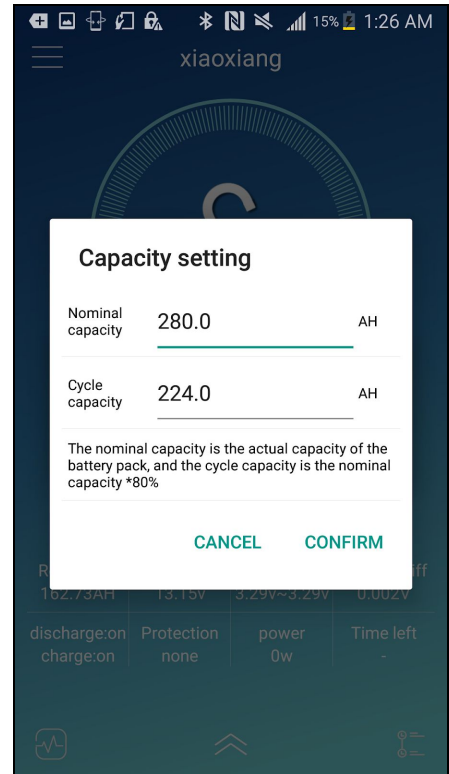 15% 1:26 AM
xiaoxiang
Capacity setting
Nominal
capacity
280.0
AH
Cycle
capacity
224.0
AH
The nominal capacity is the actual capacity of the
battery pack, and the cycle capacity is the nominal
capacity *80%
CANCEL CONFIRM
162.73AH 13.15v 3.29v~3.29v 0.002v
discharge:on Protection power Time left
charge:on none 0w -